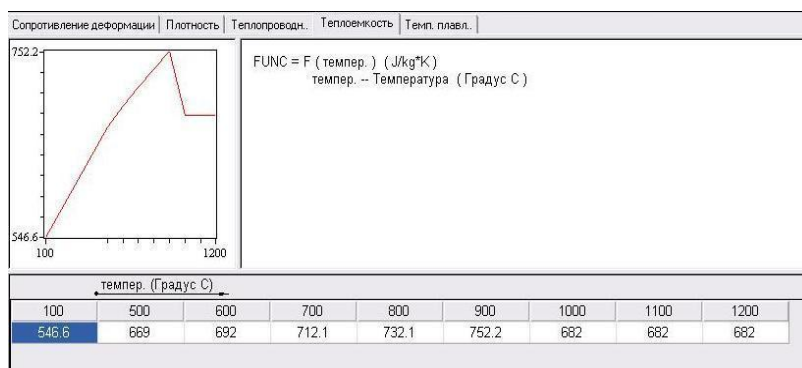 Сопротивление деформации Плотность Теплопроводн.. Теплоемкость Темп. плавл..
752.2
546.6
100 1200
FUNC = F ( темпер. ) ( J/kg*K )
темпер. -- Температура ( Градус C )
темпер. (Градус C)
100 500 600 700 800 900 1000 1100 1200
546.6 669 692 712.1 732.1 752.2 682 682 682